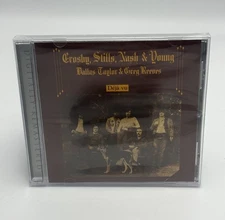 Crosby, Stills, Nash & Young
Dallas Taylor & Greg Reeves
Déjà vu